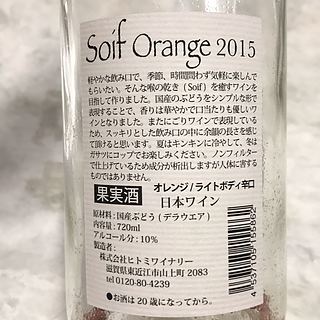 Soif Orange 2015
軽やかな飲み口で、季節、時間問わず気軽に楽しんで
もらいたい。そんな喉の乾き(Soif)を癒すワインを
目指して作りました。国産のぶどうをシンプルな形で
表現することで、香りは華やかで口当たりも優しいワ
インとなりました。またにごりワインで表現している
ため、スッキリとした飲み口の中に余韻の長さを感じ
て頂けると思います。夏はキンキンに冷やして、冬は
ガサツにコップでお楽しみください。ノンフィルター
で仕上げているため成分が析出しますが人体に害する
ものではありません。
果実酒 オレンジ/ライトボディ辛口
日本ワイン
原材料:国産ぶどう(デラウエア)
内容量:720ml
アルコール分:10%
製造者:
株式会社ヒトミワイナリー
滋賀県東近江市山上町 2083
tel 0120-80-4239
●お酒は 20 歳になってから。
4 537105 155862